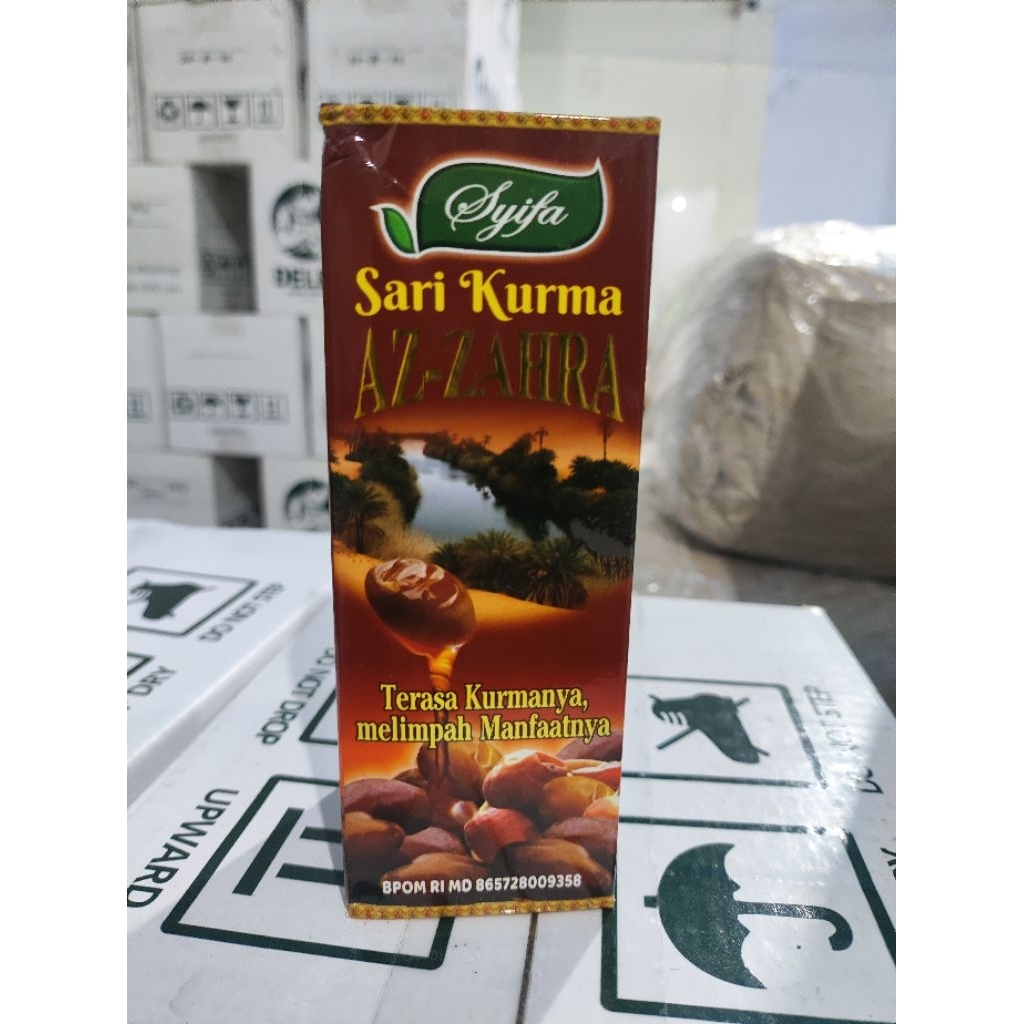 Syifa
Sari Kurma
AZ-ZAHRA
Terasa Kurmanya,
melimpah Manfaatnya
BPOM RI MD 865728009358
DO NOT DROP
UPWARD